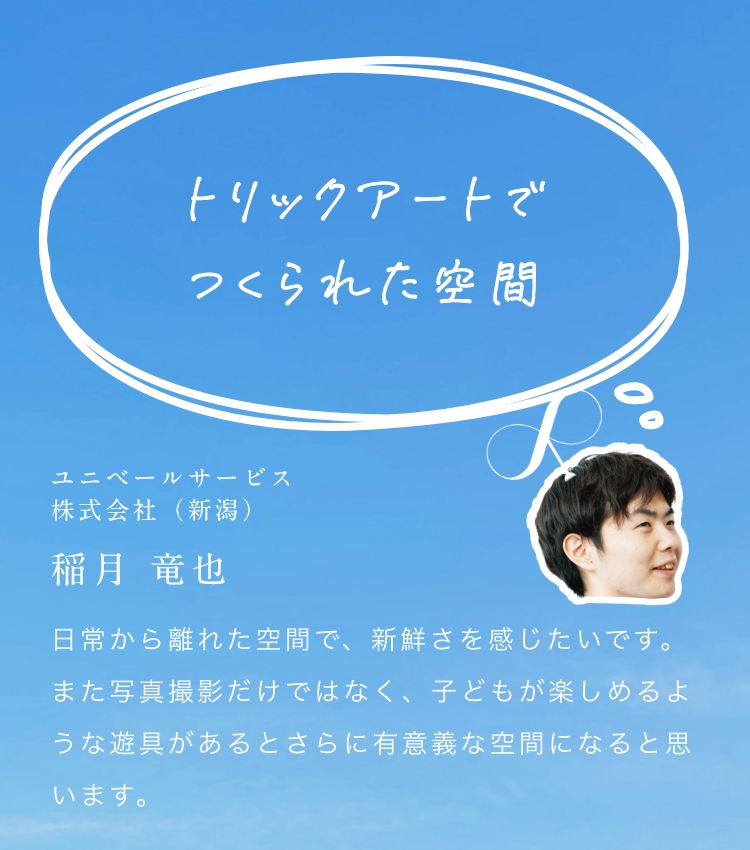 トリックアートで
つくられた空間
ユニベールサービス
株式会社（新潟）
稲月 竜也
日常から離れた空間で、新鮮さを感じたいです。
また写真撮影だけではなく、子どもが楽しめるよ
うな遊具があるとさらに有意義な空間になると思
います。